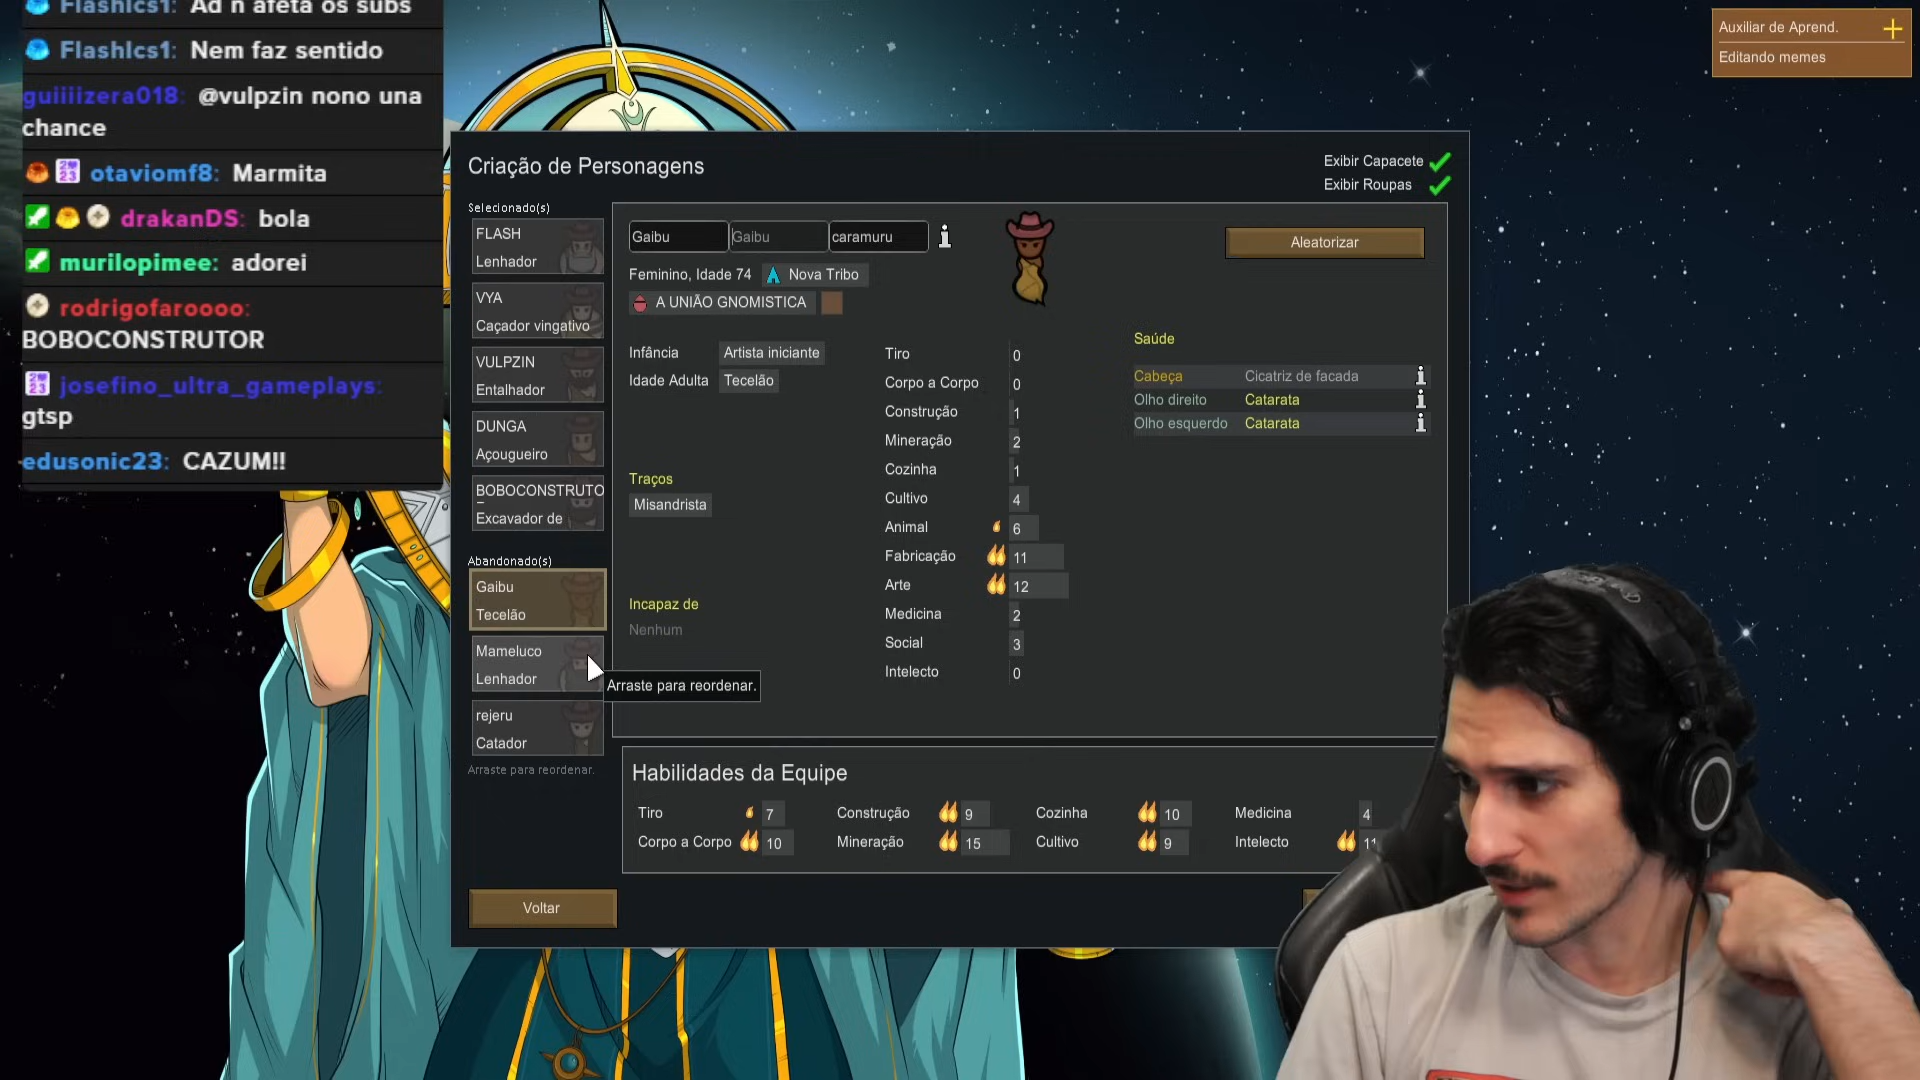 FlashIcs1: Ad n afeta os subs
FlashIcs1: Nem faz sentido
guiiiizera018: @vulpzin nono una
chance
otaviomf8: Marmita
drakanDS: bola
murilopimee: adorei
rodrigofaroooo:
BOBOCONSTRUTOR
josefino_ultra_gameplays:
gtsp
edusonic23: CAZUM!!
Auxiliar de Aprend.
Editando memes
Criação de Personagens
Exibir Capacete
Exibir Roupas
Selecionado(s)
FLASH
Lenhador
VYA
Caçador vingativo
VULPZIN
Entalhador
DUNGA
Açougueiro
BOBOCONSTRUTO
Excavador de
Abandonado(s)
Gaibu
Tecelão
Mameluco
Lenhador
rejeru
Catador
Arraste para reordenar.
Arraste para reordenar.
Gaibu Gaibu caramuru
Aleatorizar
Feminino, Idade 74 Nova Tribo
A UNIÃO GNOMISTICA
Infância Artista iniciante
Idade Adulta Tecelão
Traços
Misandrista
Incapaz de
Nenhum
Tiro 0
Corpo a Corpo 0
Construção 1
Mineração 2
Cozinha 1
Cultivo 4
Animal 6
Fabricação 11
Arte 12
Medicina 2
Social 3
Intelecto 0
Saúde
Cabeça Cicatriz de facada
Olho direito Catarata
Olho esquerdo Catarata
Habilidades da Equipe
Tiro 7 Construção 9 Cozinha 10 Medicina 4
Corpo a Corpo 10 Mineração 15 Cultivo 9 Intelecto 11
Voltar